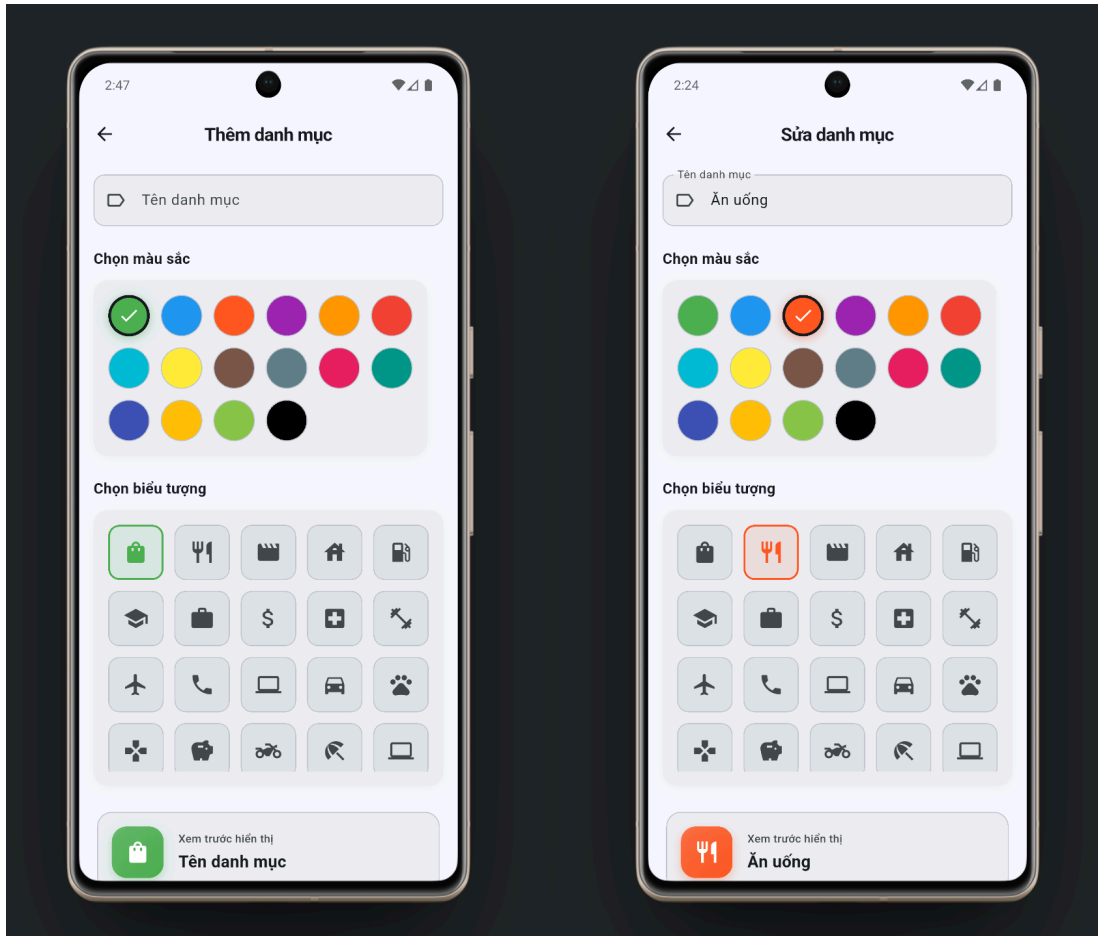 2:47
Thêm danh mục
Tên danh mục
Chọn màu sắc
Chọn biểu tượng
Xem trước hiển thị
Tên danh mục
2:24
Sửa danh mục
Tên danh mục
Ăn uống
Chọn màu sắc
Chọn biểu tượng
Xem trước hiển thị
Ăn uống